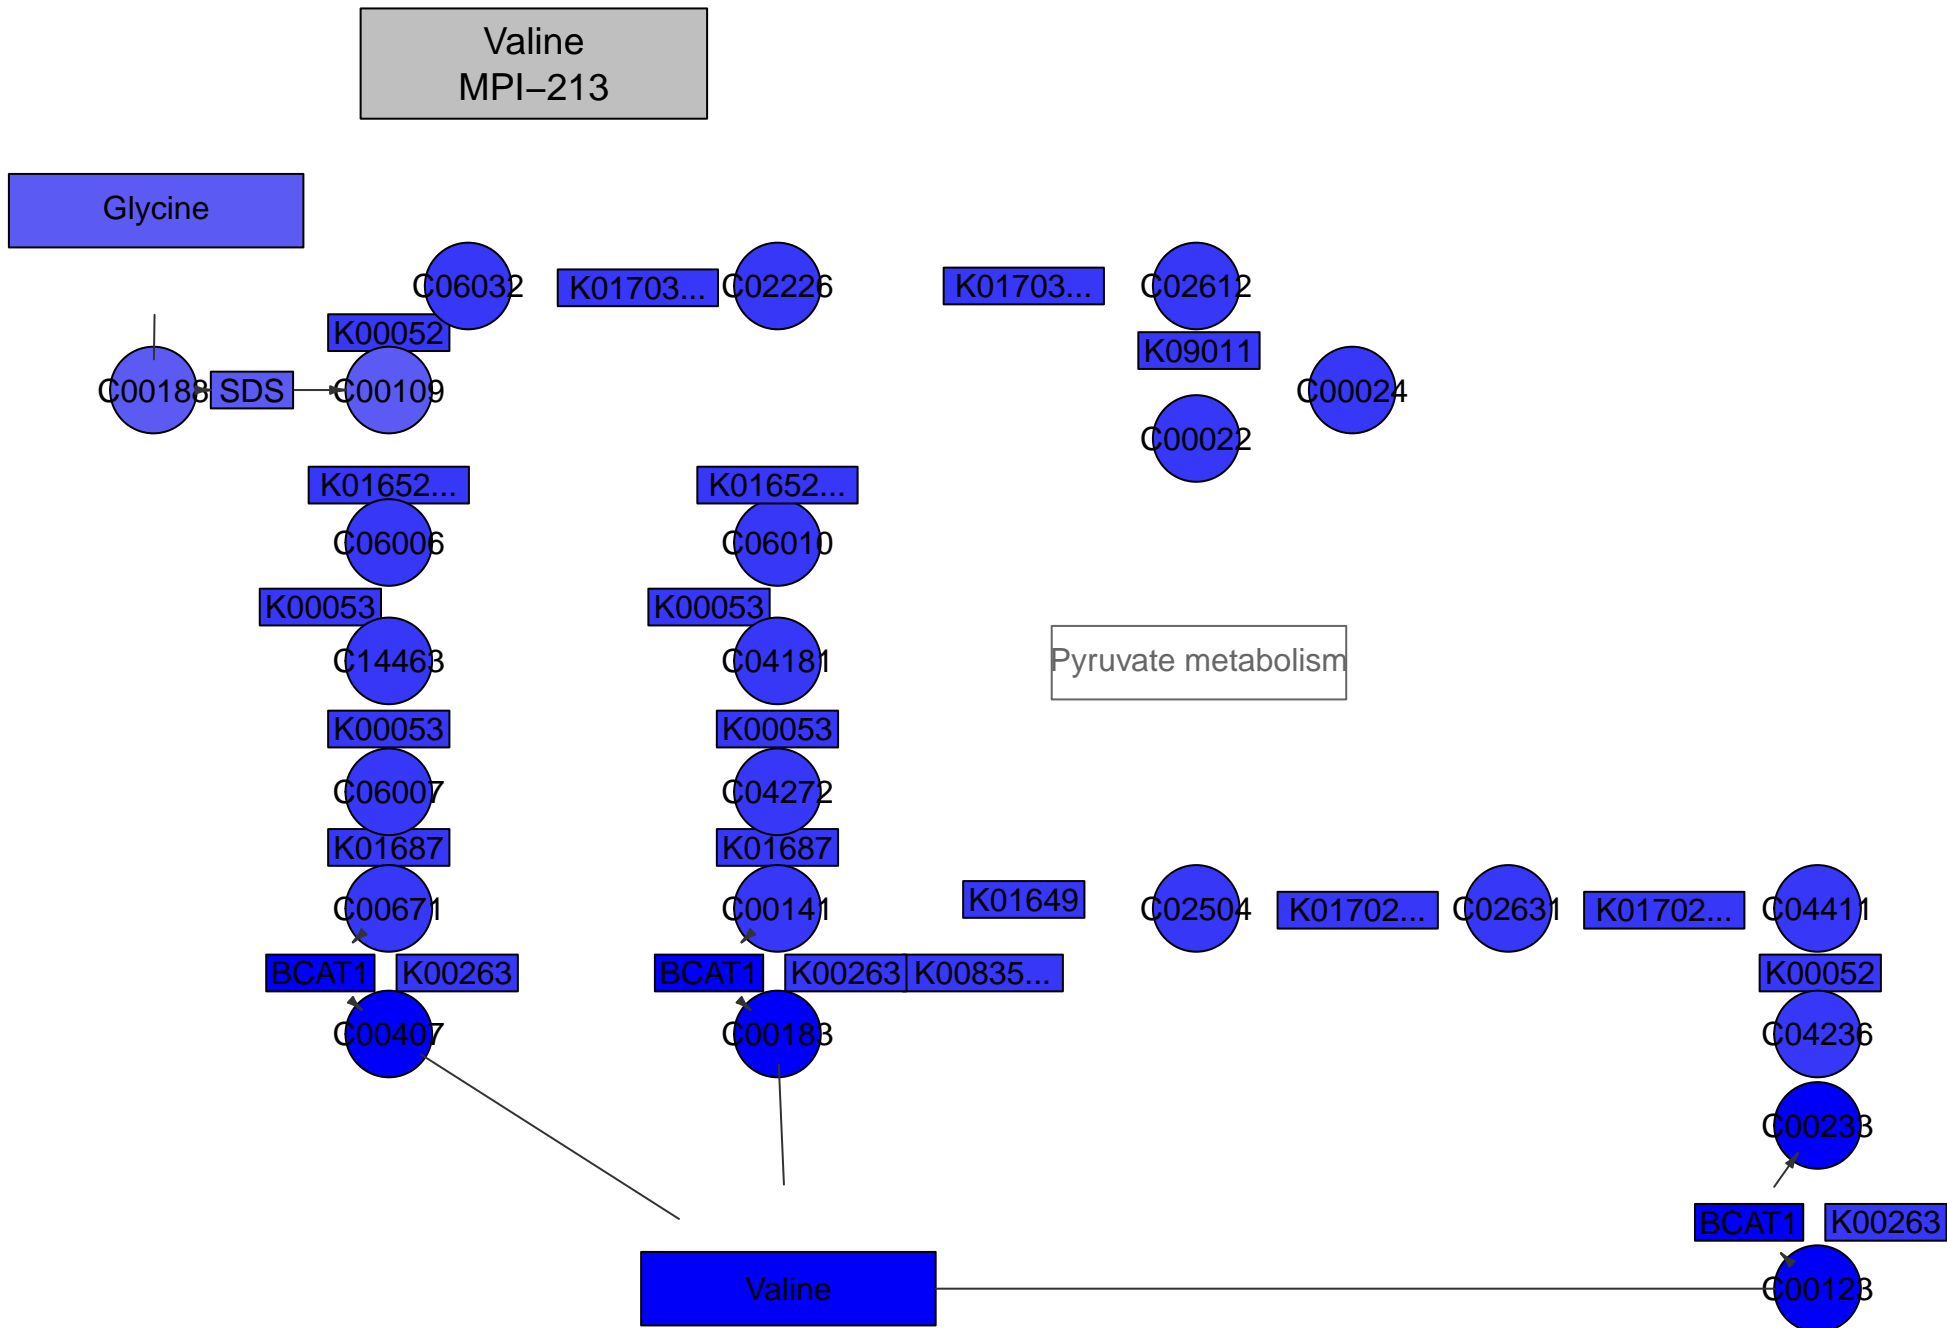 Valine
MPI−213
Glycine
C06032
K01703...
C02226
K01703...
C02612
K00052
K09011
C00188
SDS
C00109
C00024
C00022
K01652...
K01652...
C06006
C06010
K00053
K00053
C14463
C04181
Pyruvate metabolism
K00053
K00053
C06007
C04272
K01687
K01687
K01649
C00671
C00141
C02504
K01702...
C02631
K01702...
C04411
BCAT1
K00263
BCAT1
K00263
K00835...
K00052
C00407
C00183
C04236
C00233
BCAT1
K00263
Valine
C00123